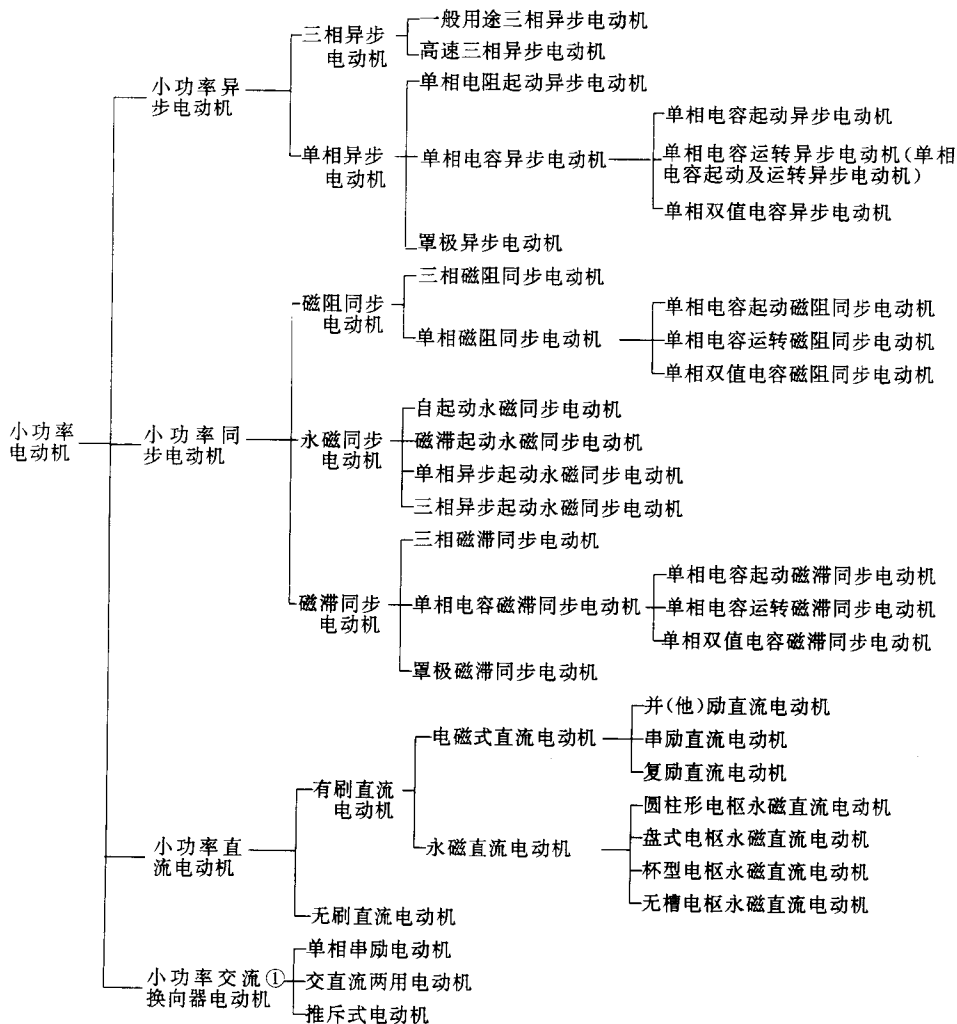 小功率
电动机
小功率异
步电动机
三相异步
电动机
一般用途三相异步电动机
高速三相异步电动机
单相异步
电动机
单相电阻起动异步电动机
单相电容异步电动机
单相电容起动异步电动机
单相电容运转异步电动机(单相
电容起动及运转异步电动机)
单相双值电容异步电动机
罩极异步电动机
小功率同
步电动机
磁阻同步
电动机
三相磁阻同步电动机
单相磁阻同步电动机
单相电容起动磁阻同步电动机
单相电容运转磁阻同步电动机
单相双值电容磁阻同步电动机
永磁同步
电动机
自起动永磁同步电动机
磁滞起动永磁同步电动机
单相异步起动永磁同步电动机
三相异步起动永磁同步电动机
磁滞同步
电动机
三相磁滞同步电动机
单相电容磁滞同步电动机
单相电容起动磁滞同步电动机
单相电容运转磁滞同步电动机
单相双值电容磁滞同步电动机
罩极磁滞同步电动机
小功率直
流电动机
有刷直流
电动机
电磁式直流电动机
并(他)励直流电动机
串励直流电动机
复励直流电动机
永磁直流电动机
圆柱形电枢永磁直流电动机
盘式电枢永磁直流电动机
杯型电枢永磁直流电动机
无槽电枢永磁直流电动机
无刷直流电动机
小功率交流①
换向器电动机
单相串励电动机
交直流两用电动机
推斥式电动机